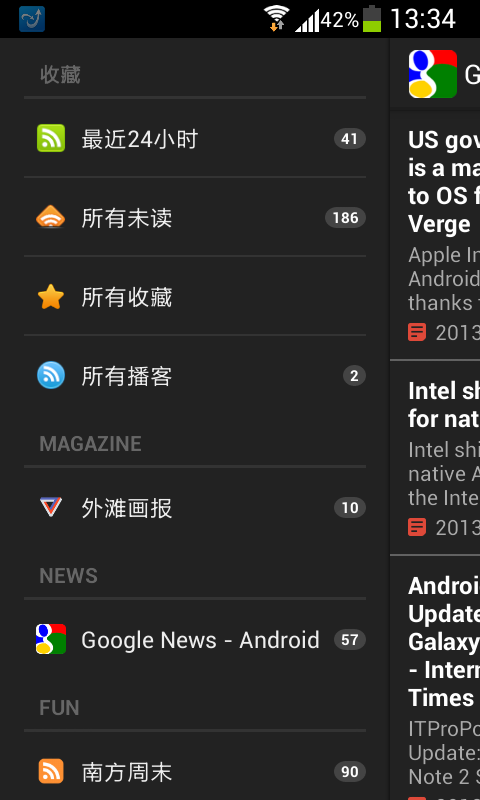 42% 13:34
收藏
最近24小时 41
所有未读 186
所有收藏
所有播客 2
MAGAZINE
外滩画报 10
NEWS
Google News - Android 57
FUN
南方周末 90
G
US gov
is a ma
to OS f
Verge
Apple In
Android
thanks
2013
Intel sh
for nat
Intel shi
native A
the Inte
2013
Androi
Update
Galaxy
- Intern
Times
ITProPo
Update:
Note 2 S